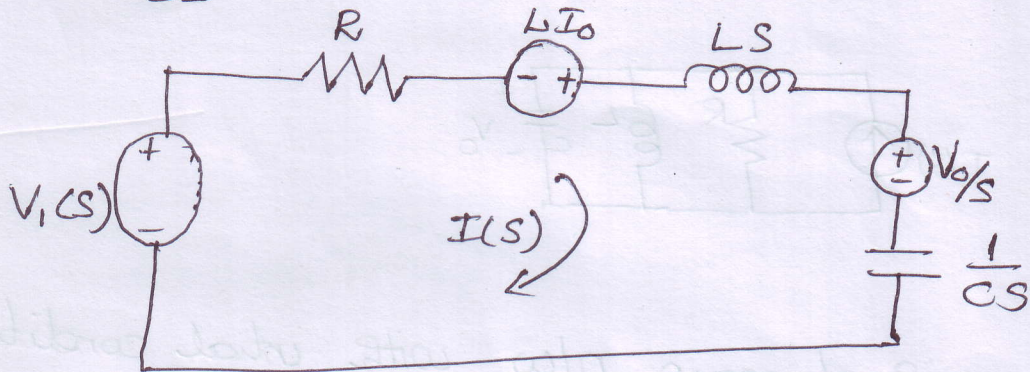 R
LI₀
LS
+
−
− +
+
−
V₁(S)
I(S)
V₀/S
1/CS